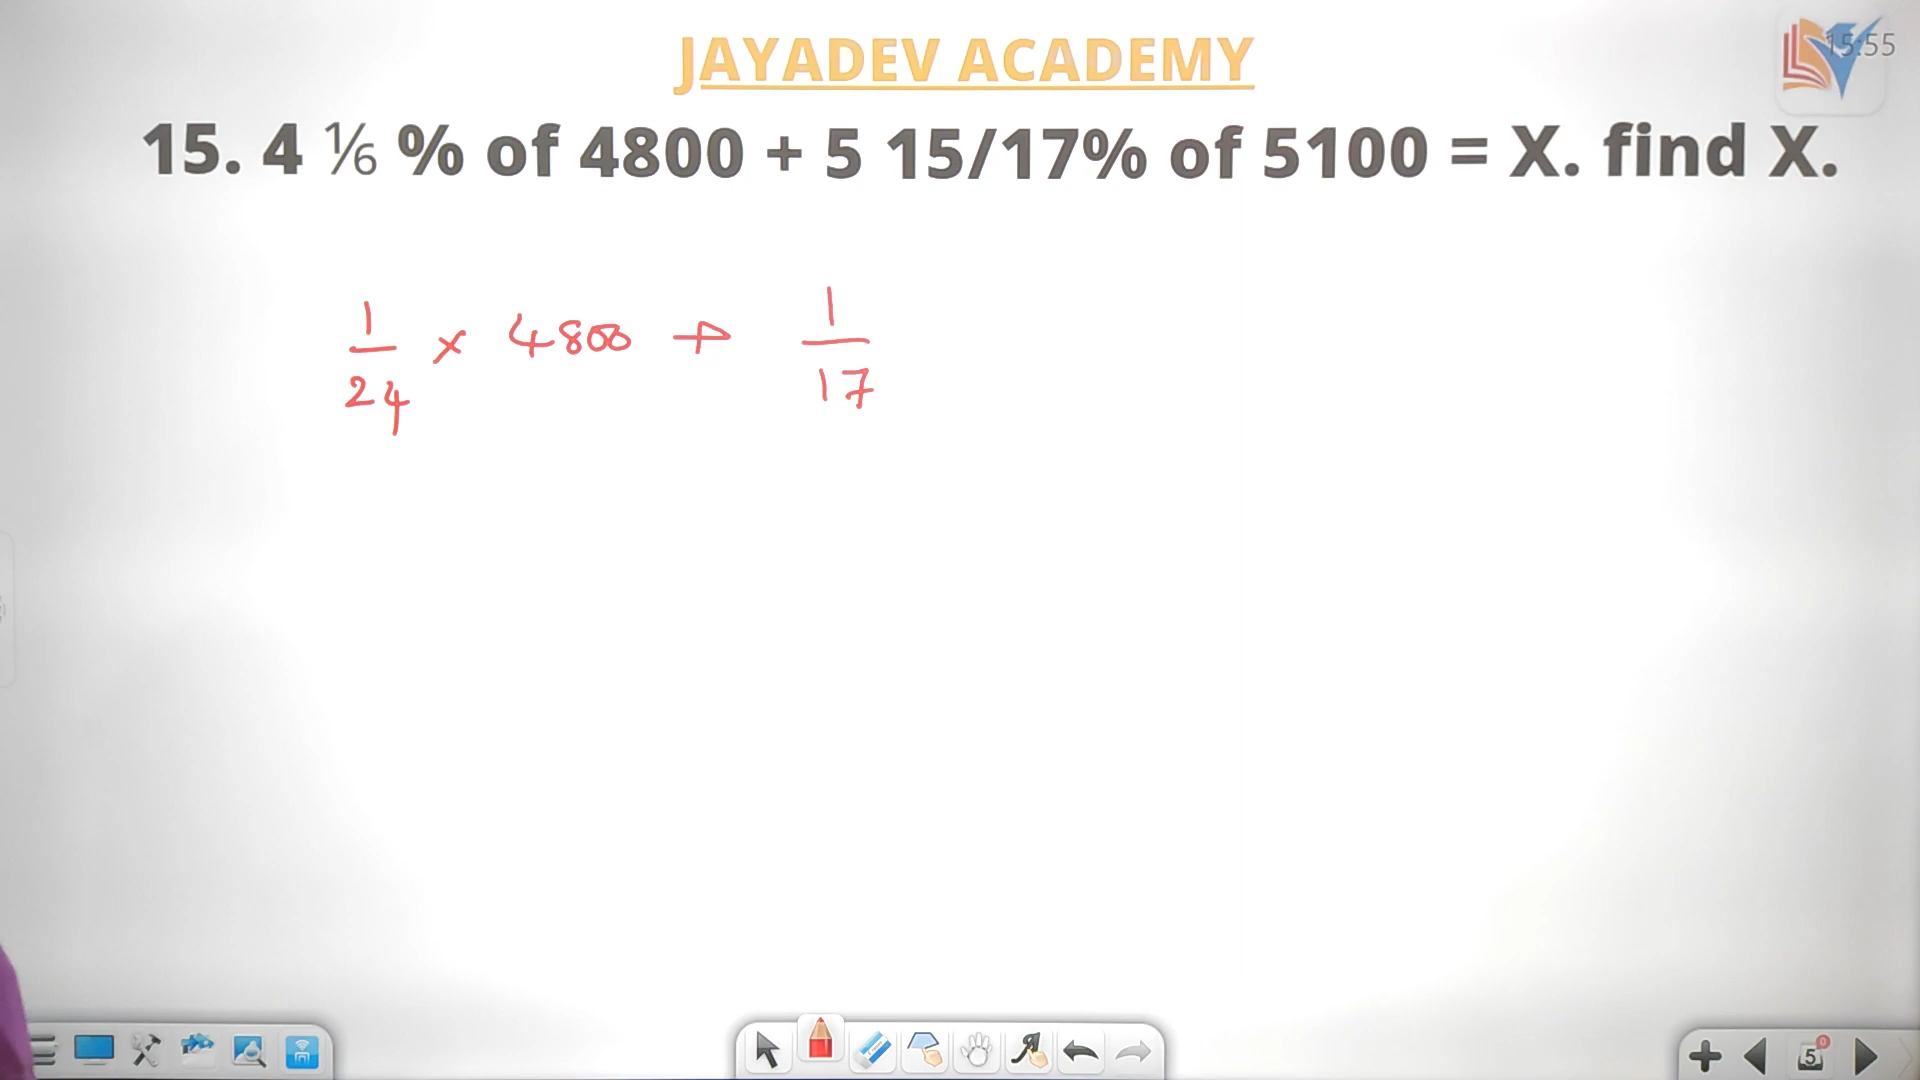 JAYADEV ACADEMY
15:55
15. 4 ⅙ % of 4800 + 5 15/17% of 5100 = X. find X.
1/24 × 4800 + 1/17
5
0